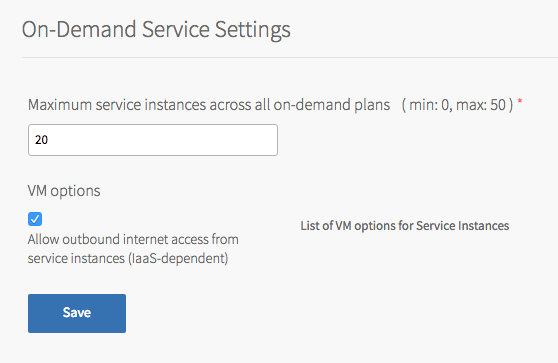 On-Demand Service Settings
Maximum service instances across all on-demand plans ( min: 0, max: 50 ) *
20
VM options
Allow outbound internet access from
service instances (IaaS-dependent)
List of VM options for Service Instances
Save